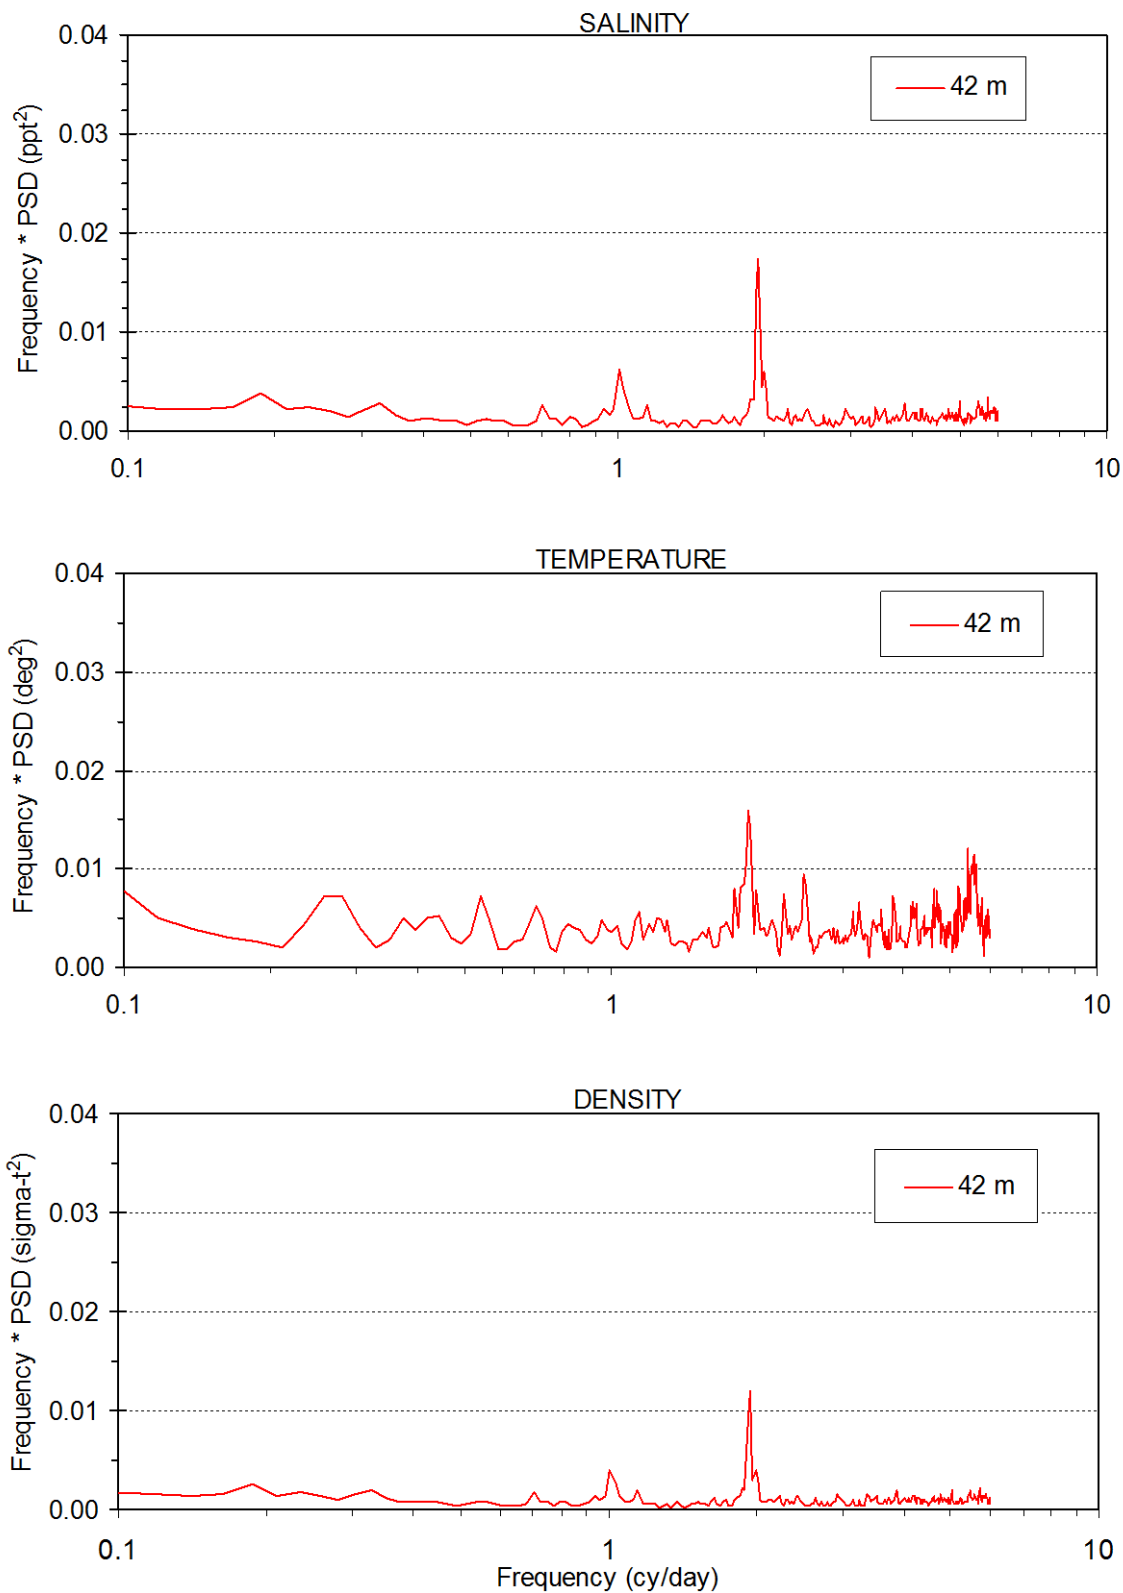 SALINITY
0.04
42 m
0.03
0.02
0.01
0.00
Frequency * PSD (ppt²)
0.1 1 10
TEMPERATURE
0.04
42 m
0.03
0.02
0.01
0.00
Frequency * PSD (deg²)
0.1 1 10
DENSITY
0.04
42 m
0.03
0.02
0.01
0.00
Frequency * PSD (sigma-t²)
0.1 1 10
Frequency (cy/day)